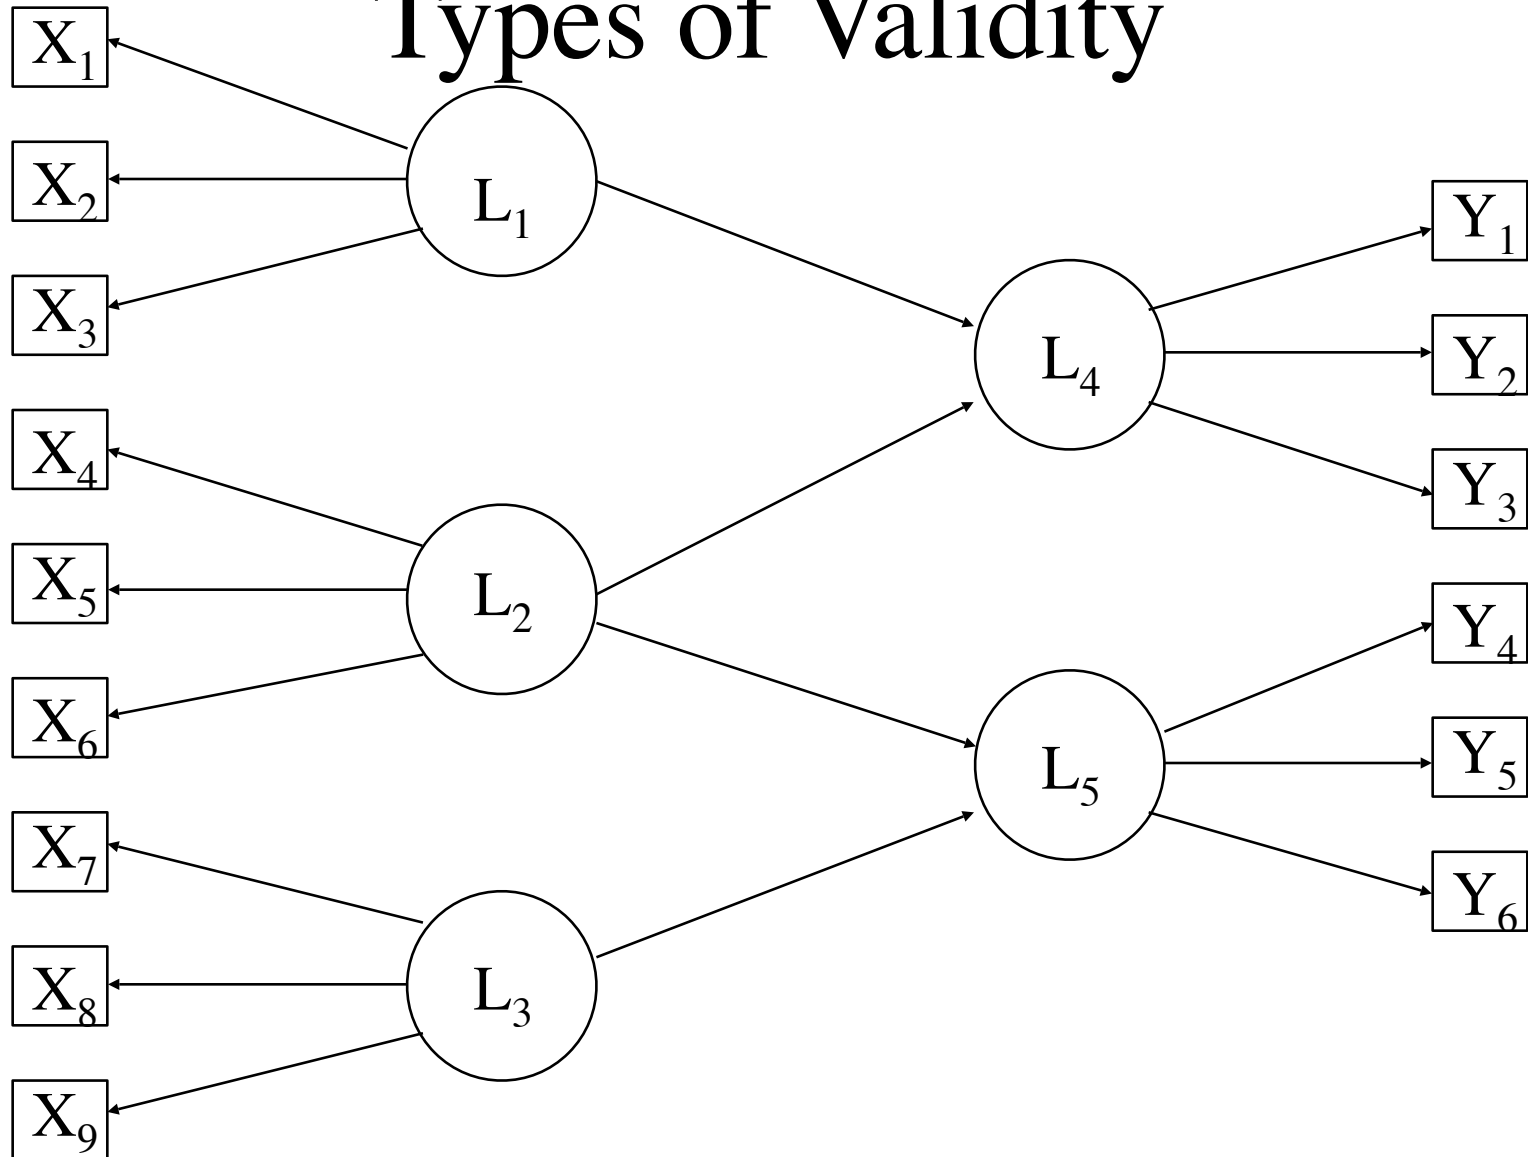 Types of Validity
X1
X2
X3
X4
X5
X6
X7
X8
X9
L1
L2
L3
L4
L5
Y1
Y2
Y3
Y4
Y5
Y6